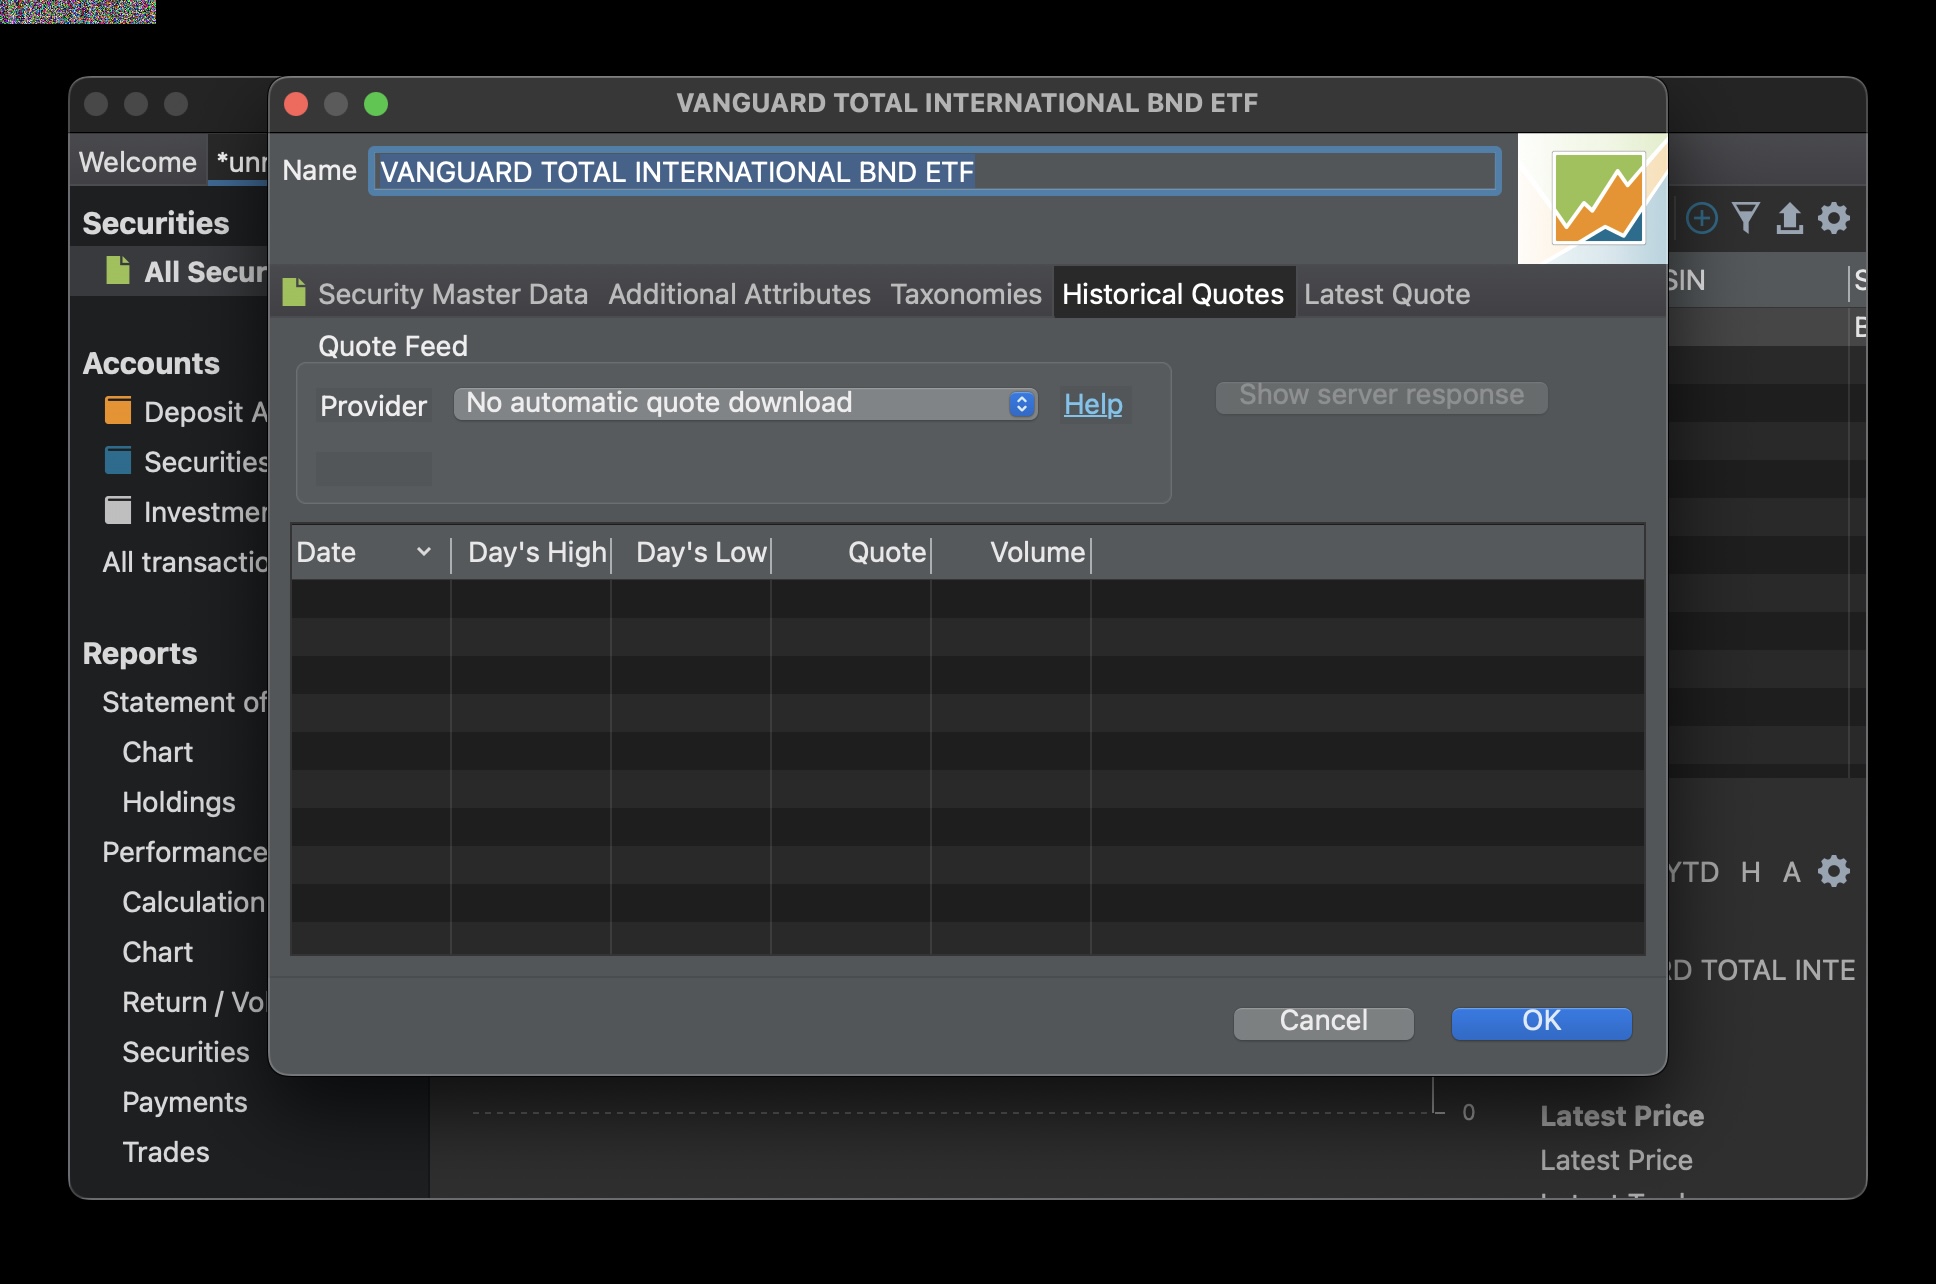 VANGUARD TOTAL INTERNATIONAL BND ETF
Welcome
*unr
Name
VANGUARD TOTAL INTERNATIONAL BND ETF
Securities
All Secur
Accounts
Deposit A
Securities
Investmer
All transactio
Reports
Statement of
Chart
Holdings
Performance
Calculation
Chart
Return / Vol
Securities
Payments
Trades
Security Master Data Additional Attributes Taxonomies Historical Quotes Latest Quote
Quote Feed
Provider No automatic quote download Help
Show server response
Date Day's High Day's Low Quote Volume
Cancel OK
SIN S
YTD H A
RD TOTAL INTE
0
Latest Price
Latest Price